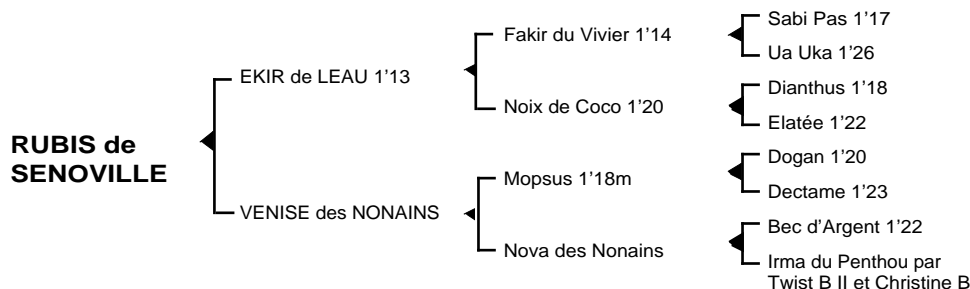 RUBIS de
SENOVILLE
EKIR de LEAU 1’13
VENISE des NONAINS
Fakir du Vivier 1’14
Noix de Coco 1’20
Mopsus 1’18m
Nova des Nonains
Sabi Pas 1’17
Ua Uka 1’26
Dianthus 1’18
Elatée 1’22
Dogan 1’20
Dectame 1’23
Bec d’Argent 1’22
Irma du Penthou par
Twist B II et Christine B